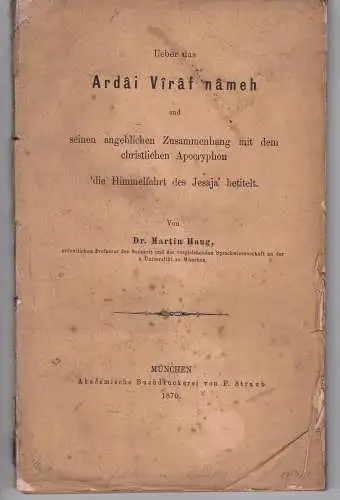 Ueber das
Ardâi Vîrâf nâmeh
und
seinen angeblichen Zusammenhang mit dem
christlichen Apocryphon
'die Himmelfahrt des Jesaja' betitelt.
Von
Dr. Martin Haug,
ordentlichem Professor des Sanskrit und der vergleichenden Sprachwissenschaft an der
k. Universität zu München.
MÜNCHEN
Akademische Buchdruckerei von F. Straub
1870.